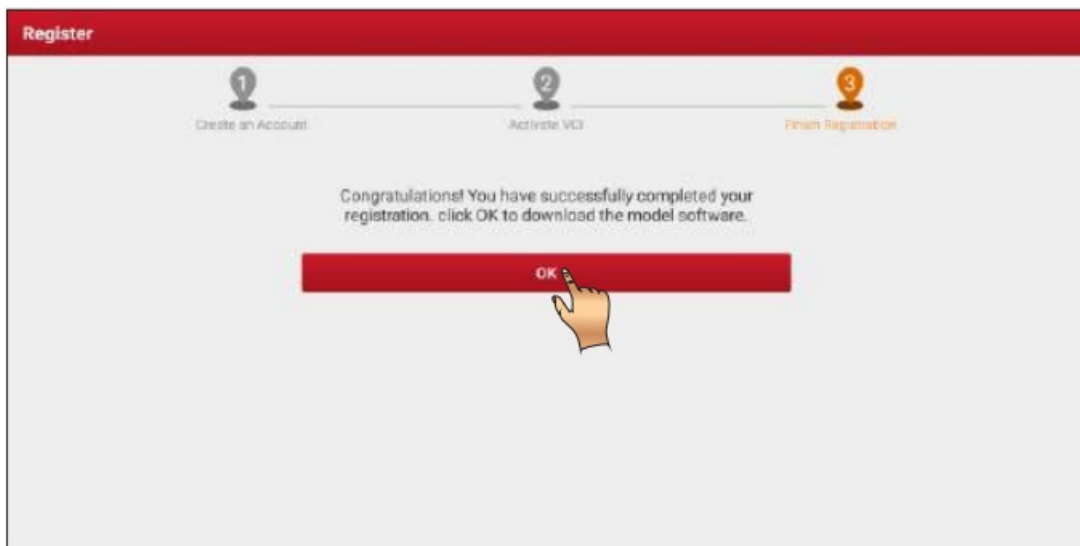 Register
1
2
3
Create an Account
Activate VCI
Finish Registration
Congratulations! You have successfully completed your
registration. click OK to download the model software.
OK